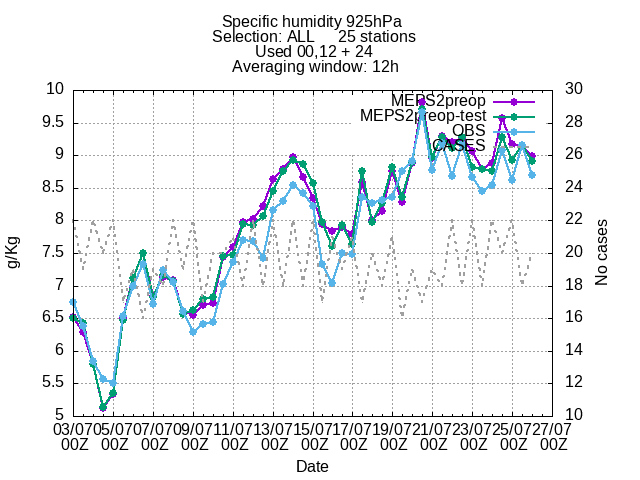 Specific humidity 925hPa
Selection: ALL 25 stations
Used 00,12 + 24
Averaging window: 12h
10 30
MEPS2preop
MEPS2preop-test
9.5 28
OBS
CASES
9 26
8.5 24
8 22
7.5 20
7 18
6.5 16
6 14
5.5 12
5 10
g/Kg
No cases
03/07 05/07 07/07 09/07 11/07 13/07 15/07 17/07 19/07 21/07 23/07 25/07 27/07
00Z 00Z 00Z 00Z 00Z 00Z 00Z 00Z 00Z 00Z 00Z 00Z 00Z
Date